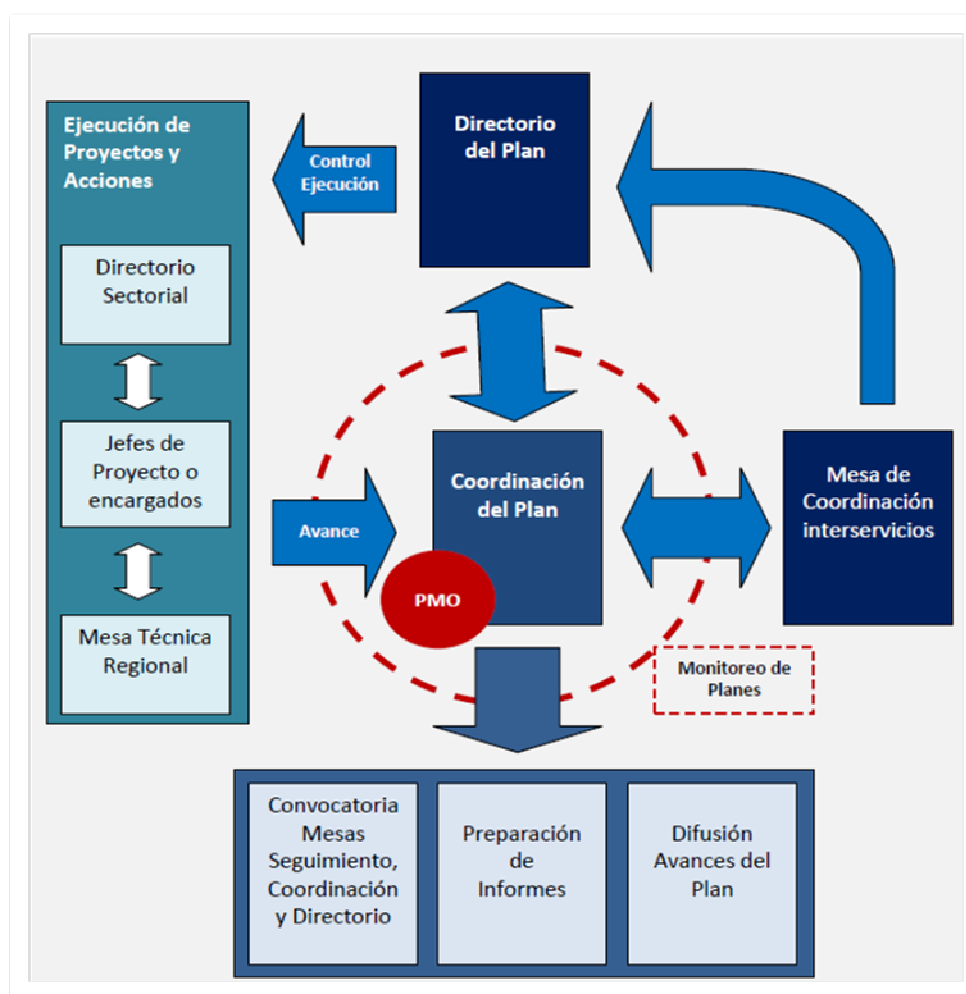 Ejecución de
Proyectos y
Acciones
Directorio
Sectorial
Jefes de
Proyecto o
encargados
Mesa Técnica
Regional
Control
Ejecución
Directorio
del Plan
Avance
Coordinación
del Plan
PMO
Mesa de
Coordinación
interservicios
Monitoreo de
Planes
Convocatoria
Mesas
Seguimiento,
Coordinación
y Directorio
Preparación
de
Informes
Difusión
Avances del
Plan